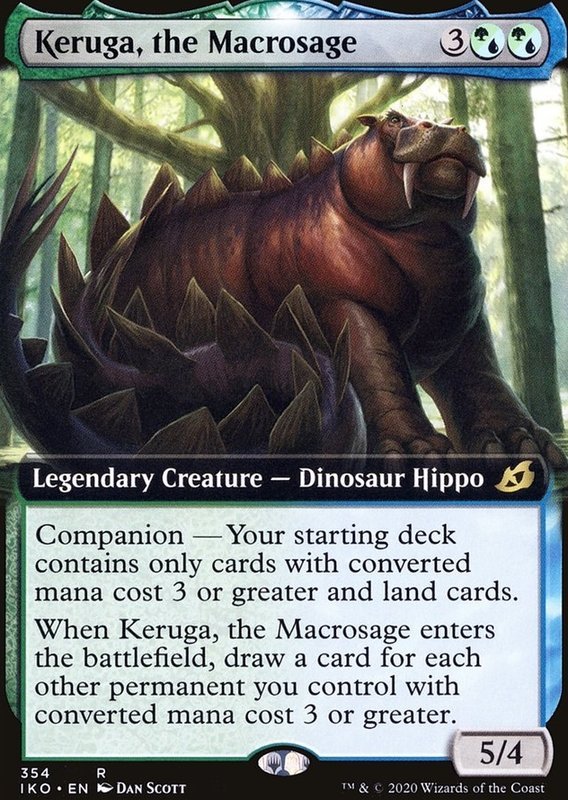 Keruga, the Macrosage 3
Legendary Creature — Dinosaur Hippo
Companion — Your starting deck
contains only cards with converted
mana cost 3 or greater and land cards.
When Keruga, the Macrosage enters
the battlefield, draw a card for each
other permanent you control with
converted mana cost 3 or greater.
5/4
354 R
IKO • EN Dan Scott
™ & © 2020 Wizards of the Coast